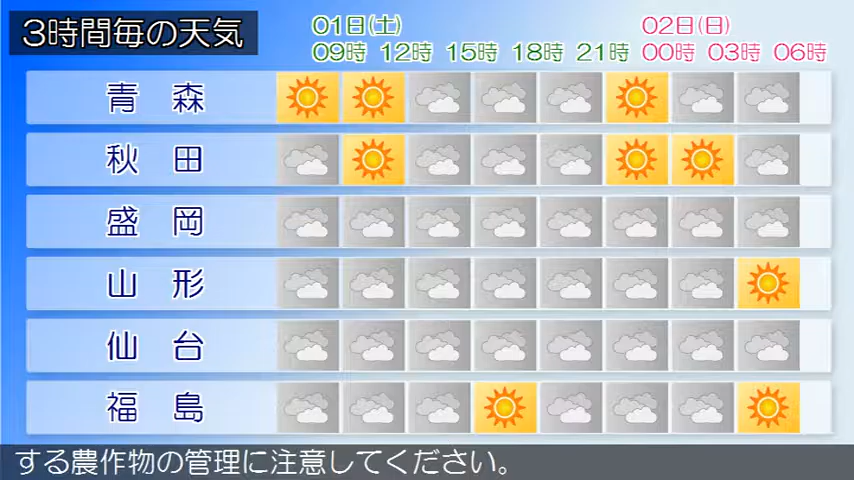 3時間毎の天気
01日(土) 02日(日)
09時 12時 15時 18時 21時 00時 03時 06時
青森
秋田
盛岡
山形
仙台
福島
する農作物の管理に注意してください。